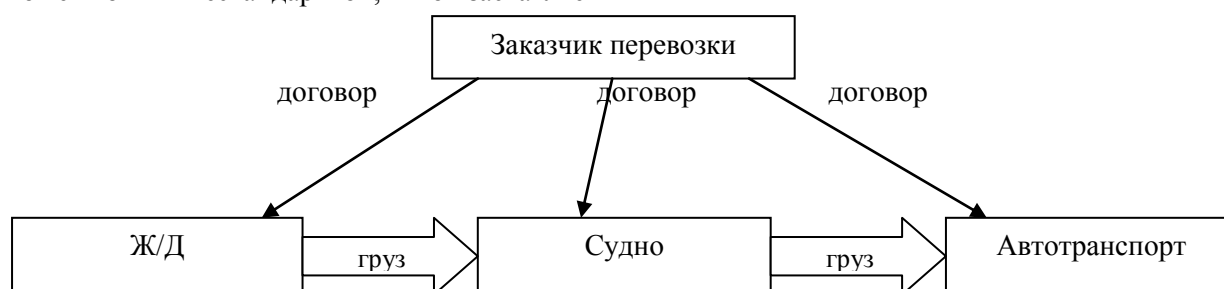 Заказчик перевозки
договор договор договор
Ж/Д Судно Автотранспорт
груз груз